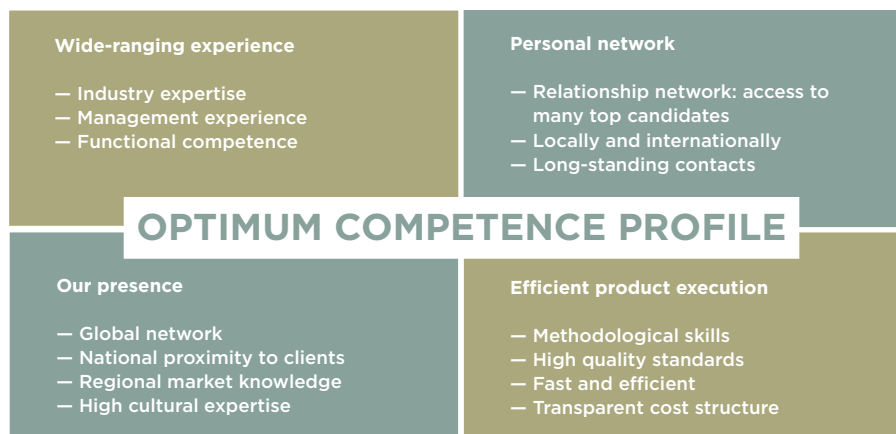 Wide-ranging experience
— Industry expertise
— Management experience
— Functional competence
Personal network
— Relationship network: access to
many top candidates
— Locally and internationally
— Long-standing contacts
OPTIMUM COMPETENCE PROFILE
Our presence
— Global network
— National proximity to clients
— Regional market knowledge
— High cultural expertise
Efficient product execution
— Methodological skills
— High quality standards
— Fast and efficient
— Transparent cost structure